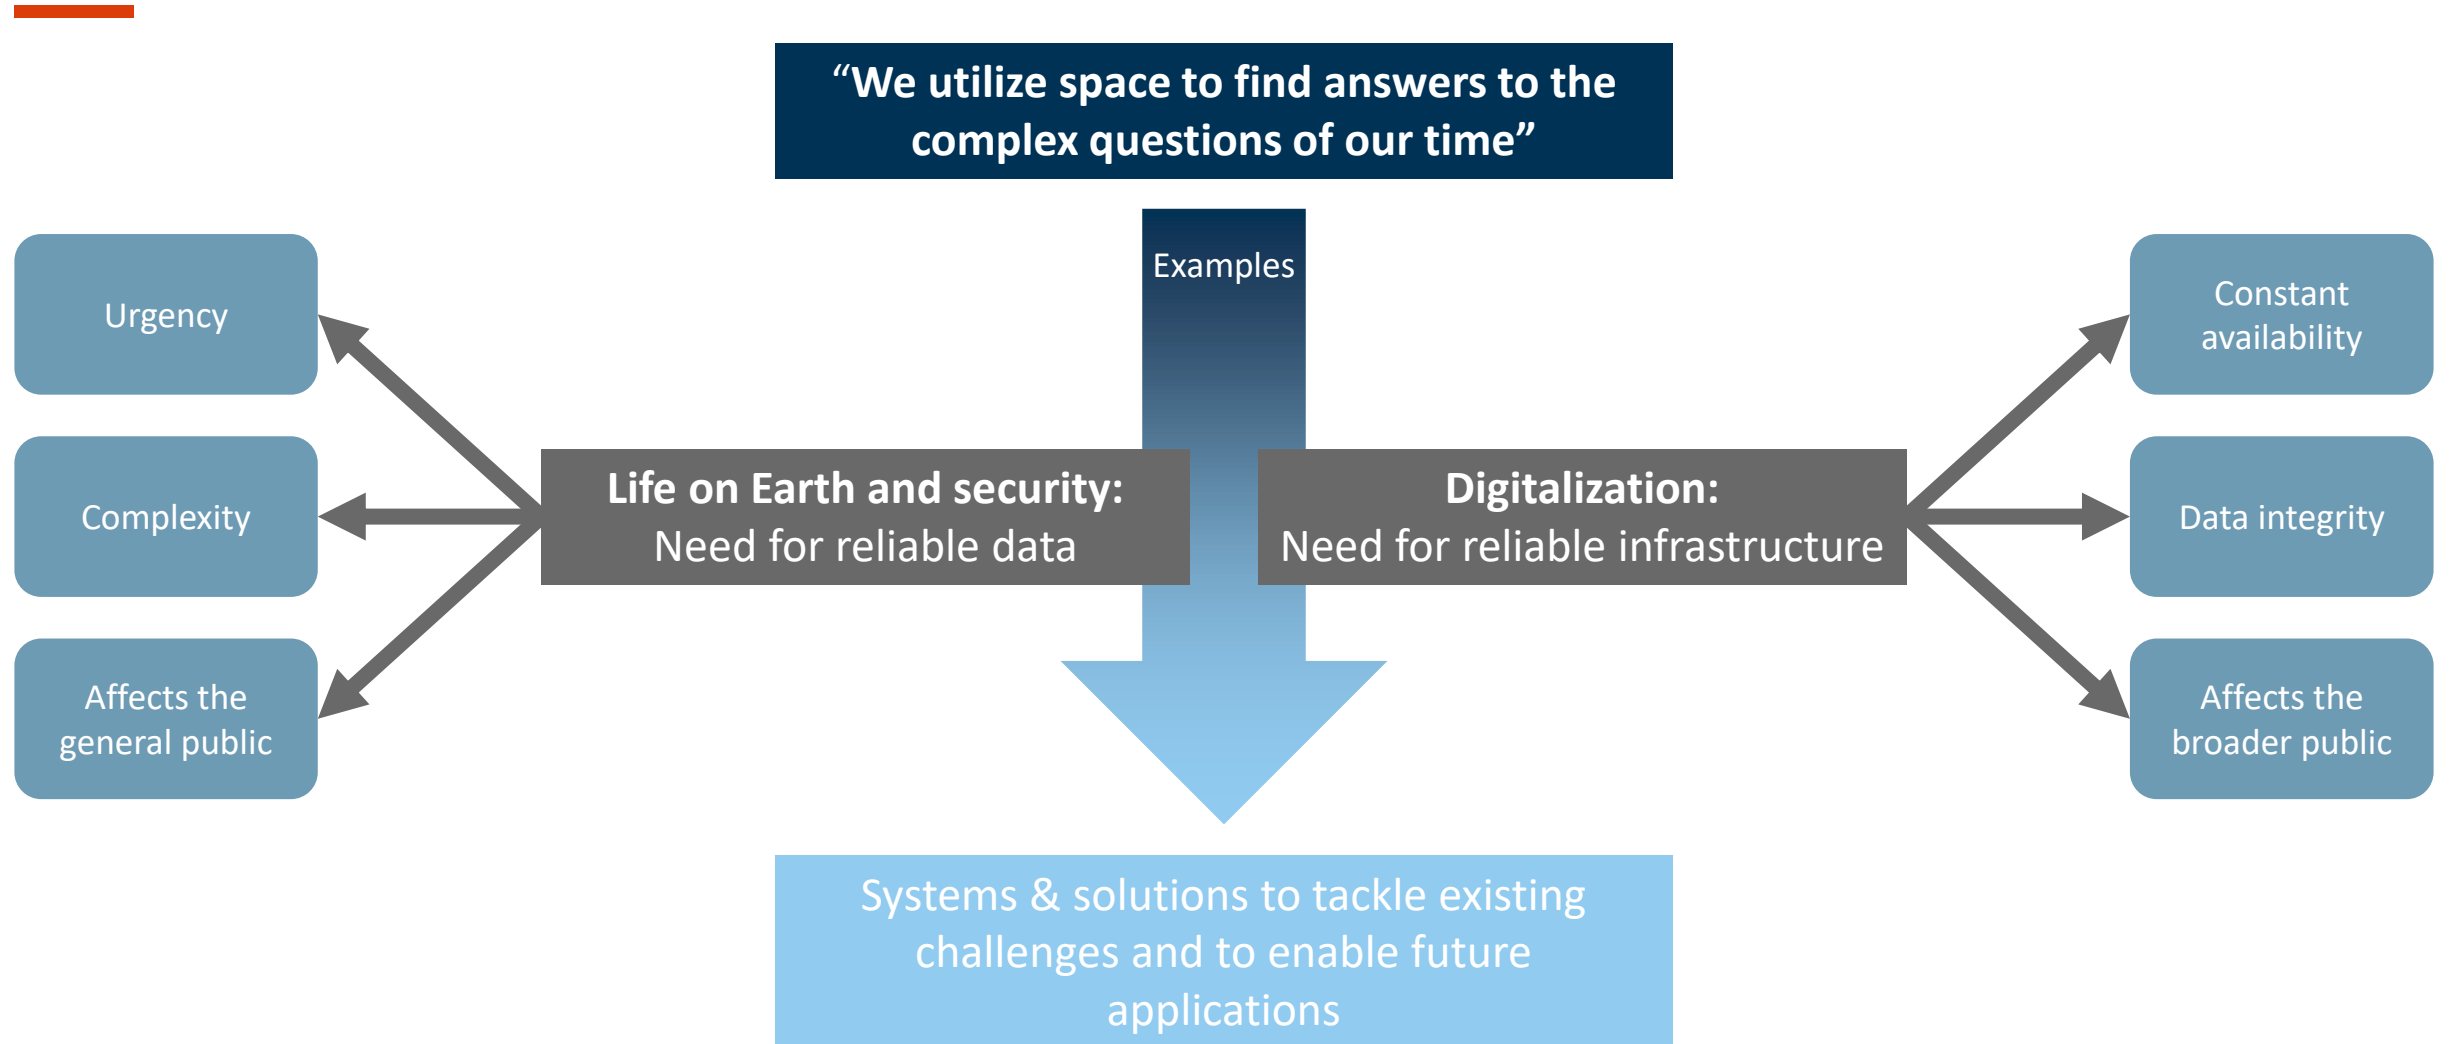 “We utilize space to find answers to the
complex questions of our time”
Examples
Urgency
Complexity
Affects the
general public
Life on Earth and security:
Need for reliable data
Digitalization:
Need for reliable infrastructure
Constant
availability
Data integrity
Affects the
broader public
Systems & solutions to tackle existing
challenges and to enable future
applications